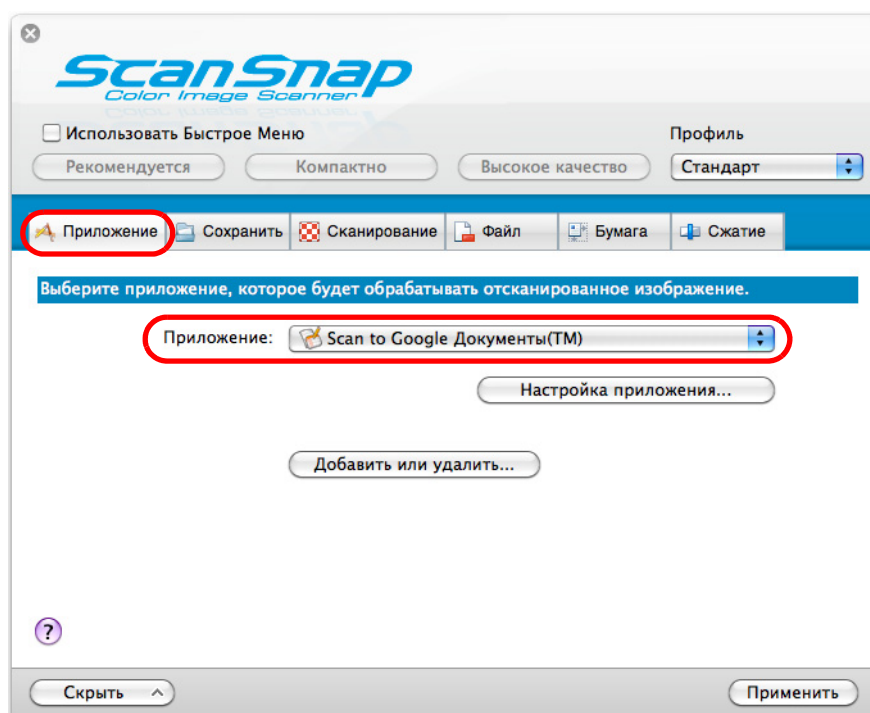 ScanSnap
Color Image Scanner
Использовать Быстрое Меню
Профиль
Рекомендуется Компактно Высокое качество Стандарт
Приложение Сохранить Сканирование Файл Бумага Сжатие
Выберите приложение, которое будет обрабатывать отсканированное изображение.
Приложение: Scan to Google Документы(TM)
Настройка приложения...
Добавить или удалить...
?
Скрыть Применить